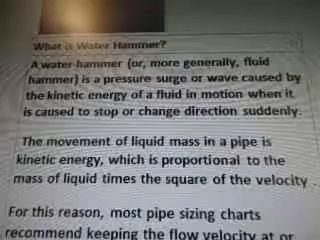 What is Water Hammer?
A water hammer (or, more generally, fluid
hammer) is a pressure surge or wave caused by
the kinetic energy of a fluid in motion when it
is caused to stop or change direction suddenly.
The movement of liquid mass in a pipe is
kinetic energy, which is proportional to the
mass of liquid times the square of the velocity .
For this reason, most pipe sizing charts
recommend keeping the flow velocity at or